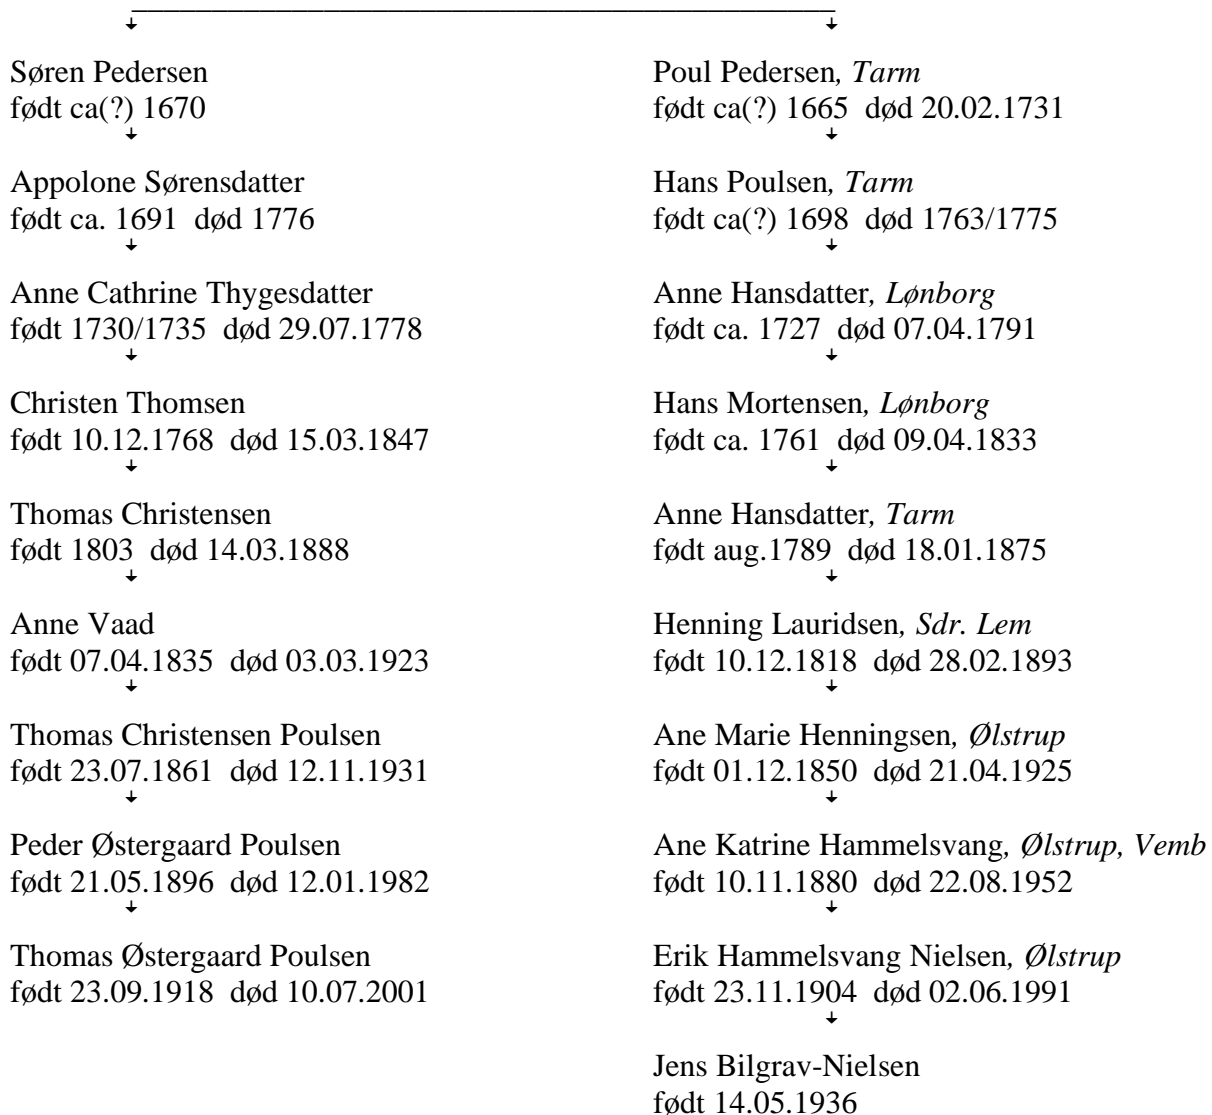 Søren Pedersen
født ca(?) 1670
Appolone Sørensdatter
født ca. 1691 død 1776
Anne Cathrine Thygesdatter
født 1730/1735 død 29.07.1778
Christen Thomsen
født 10.12.1768 død 15.03.1847
Thomas Christensen
født 1803 død 14.03.1888
Anne Vaad
født 07.04.1835 død 03.03.1923
Thomas Christensen Poulsen
født 23.07.1861 død 12.11.1931
Peder Østergaard Poulsen
født 21.05.1896 død 12.01.1982
Thomas Østergaard Poulsen
født 23.09.1918 død 10.07.2001
Poul Pedersen, Tarm
født ca(?) 1665 død 20.02.1731
Hans Poulsen, Tarm
født ca(?) 1698 død 1763/1775
Anne Hansdatter, Lønborg
født ca. 1727 død 07.04.1791
Hans Mortensen, Lønborg
født ca. 1761 død 09.04.1833
Anne Hansdatter, Tarm
født aug.1789 død 18.01.1875
Henning Lauridsen, Sdr. Lem
født 10.12.1818 død 28.02.1893
Ane Marie Henningsen, Ølstrup
født 01.12.1850 død 21.04.1925
Ane Katrine Hammelsvang, Ølstrup, Vemb
født 10.11.1880 død 22.08.1952
Erik Hammelsvang Nielsen, Ølstrup
født 23.11.1904 død 02.06.1991
Jens Bilgrav-Nielsen
født 14.05.1936